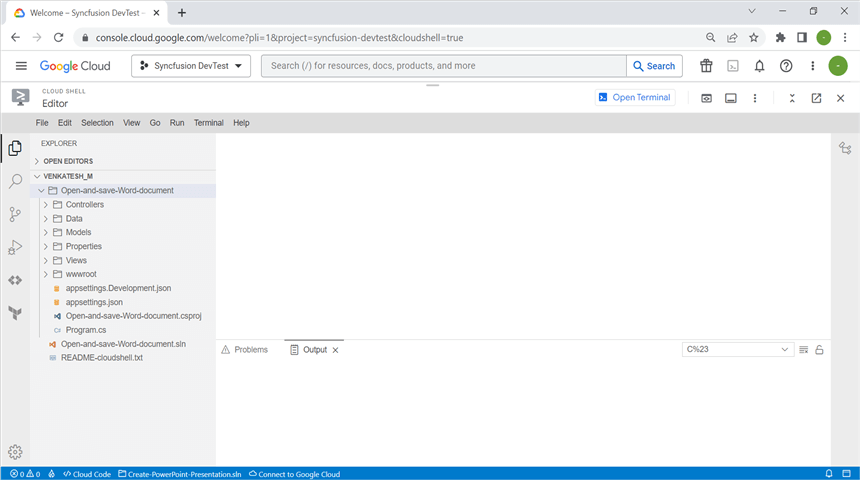 Welcome – Syncfusion DevTest –
console.cloud.google.com/welcome?pli=1&project=syncfusion-devtest&cloudshell=true
Google Cloud
Syncfusion DevTest
Search (/) for resources, docs, products, and more
Search
CLOUD SHELL
Editor
Open Terminal
File Edit Selection View Go Run Terminal Help
EXPLORER
OPEN EDITORS
VENKATESH_M
Open-and-save-Word-document
Controllers
Data
Models
Properties
Views
wwwroot
appsettings.Development.json
appsettings.json
Open-and-save-Word-document.csproj
C# Program.cs
Open-and-save-Word-document.sln
README-cloudshell.txt
Problems Output C%23
0 0 Cloud Code Create-PowerPoint-Presentation.sln Connect to Google Cloud